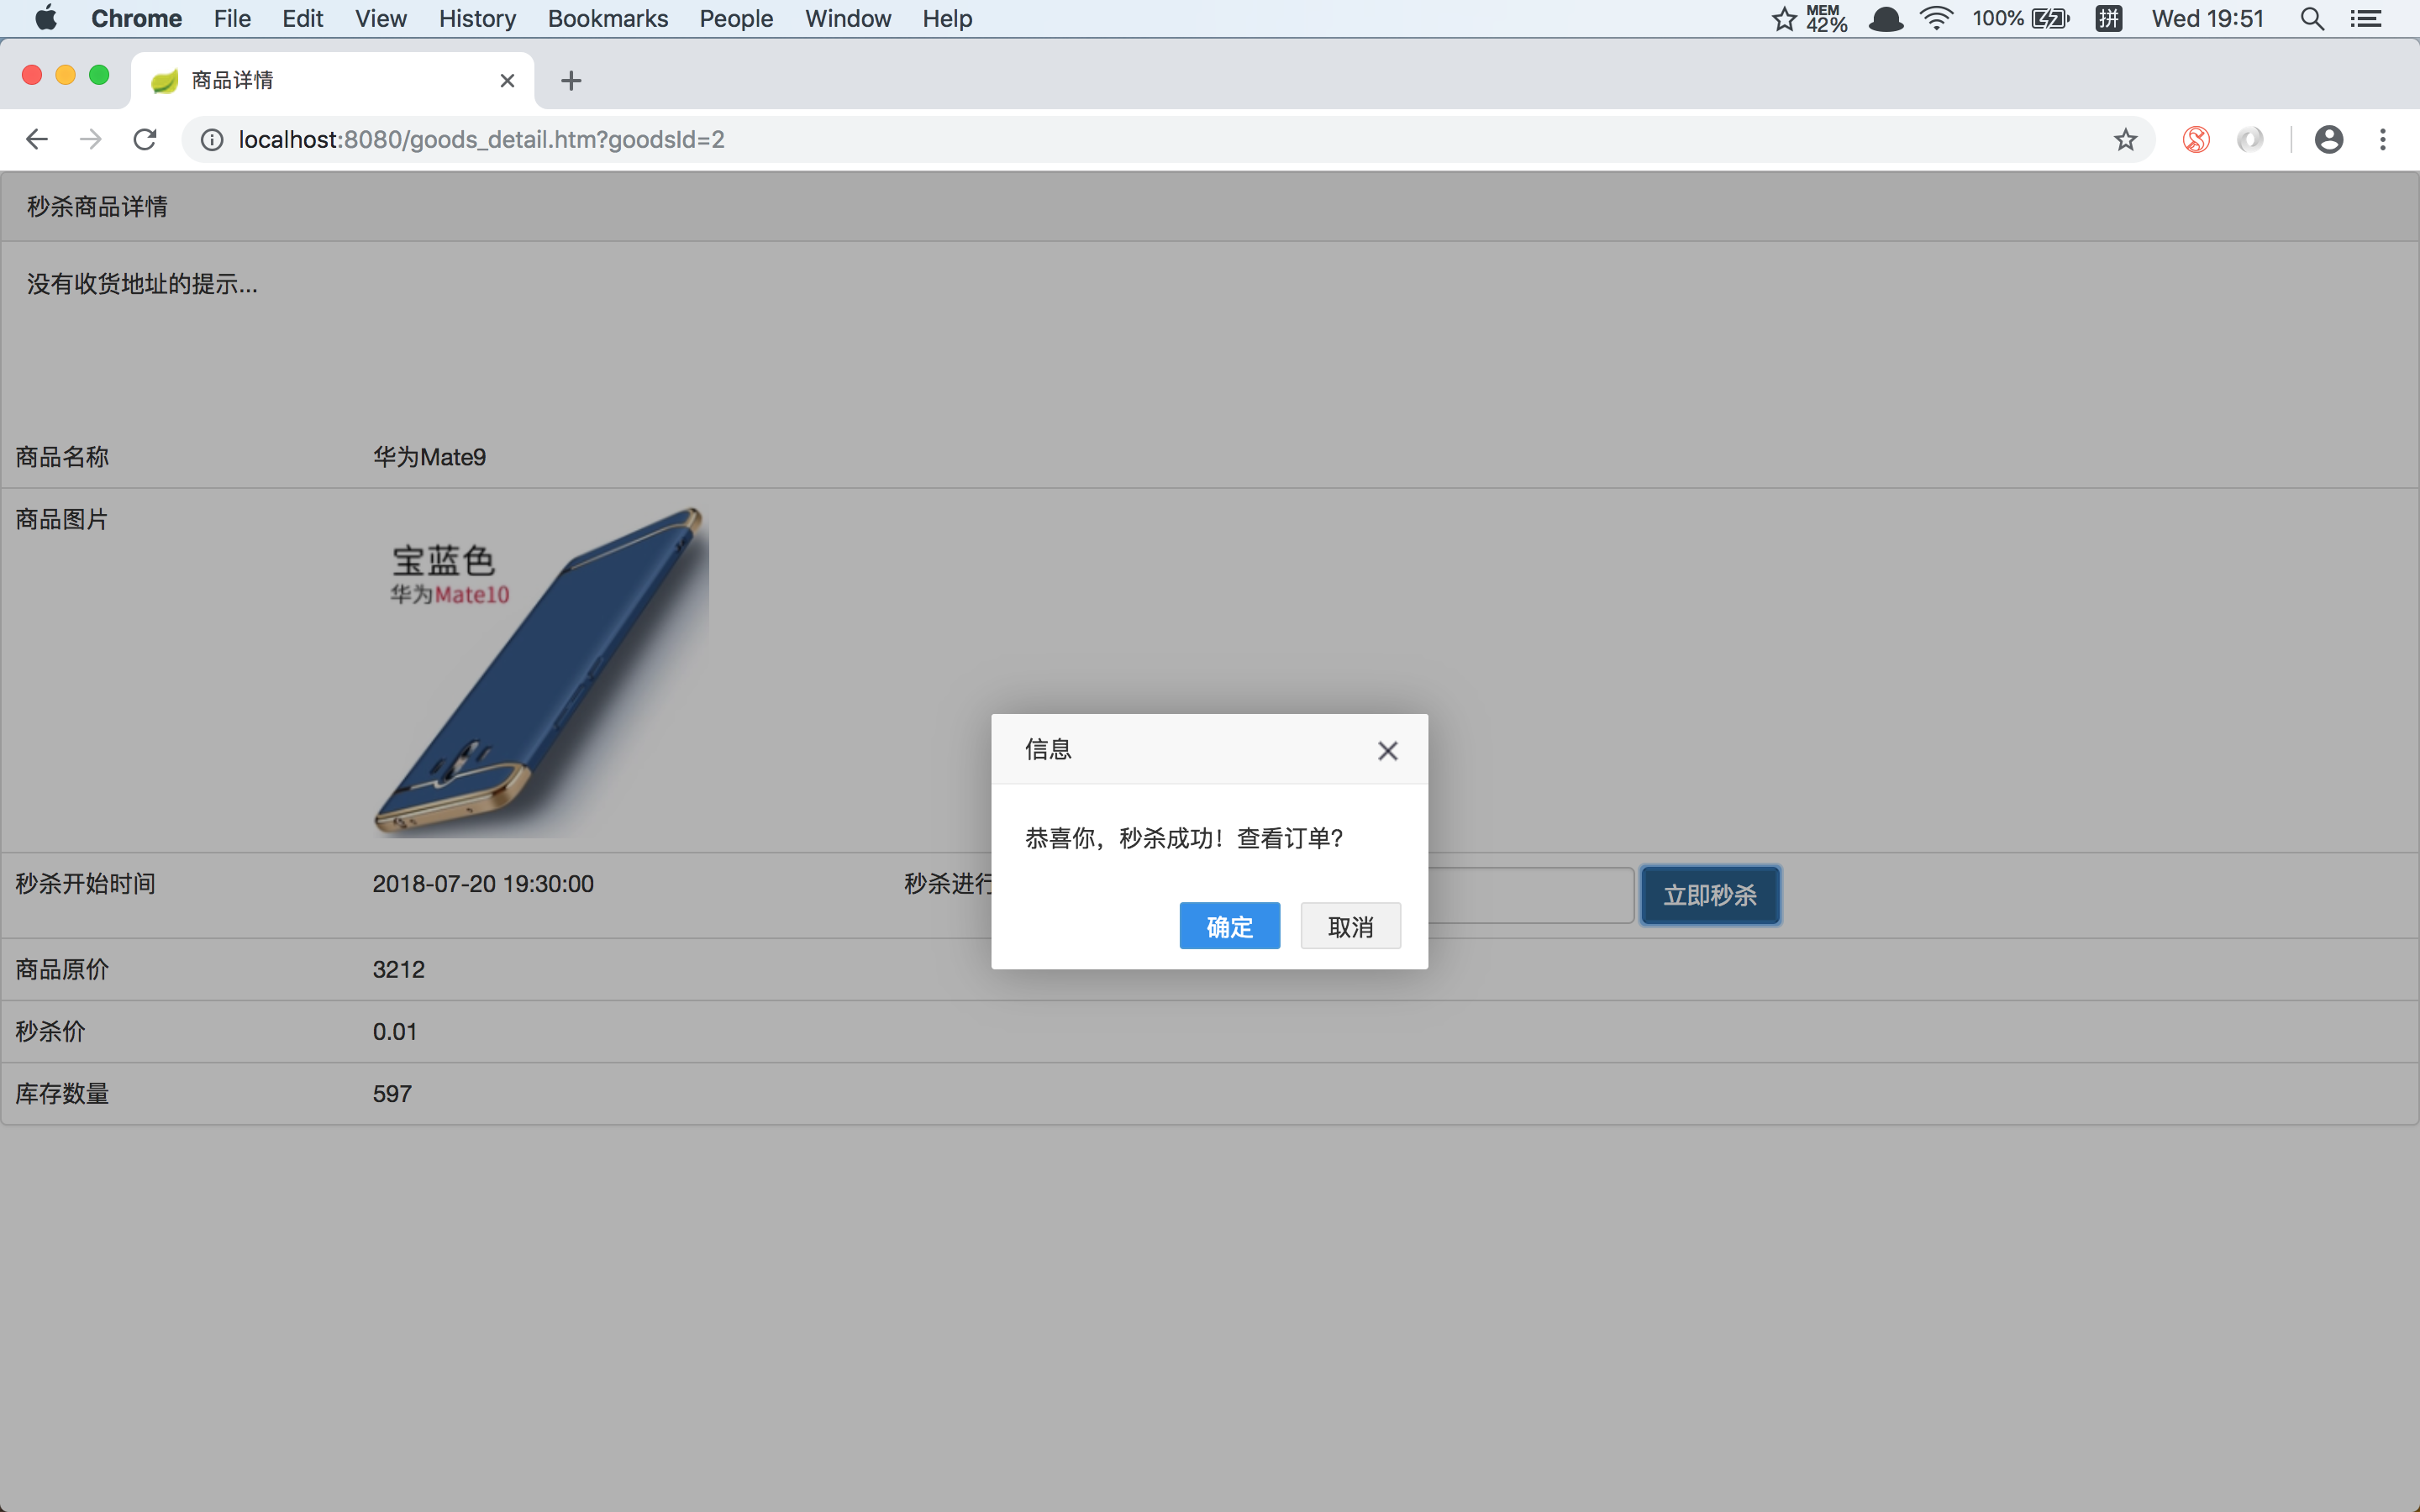 Chrome File Edit View History Bookmarks People Window Help MEM 42% 100% 拼 Wed 19:51
商品详情
localhost:8080/goods_detail.htm?goodsId=2
秒杀商品详情
没有收货地址的提示...
商品名称 华为Mate9
商品图片
宝蓝色
华为Mate10
信息
恭喜你，秒杀成功！查看订单？
确定 取消
秒杀开始时间 2018-07-20 19:30:00 秒杀进行 立即秒杀
商品原价 3212
秒杀价 0.01
库存数量 597